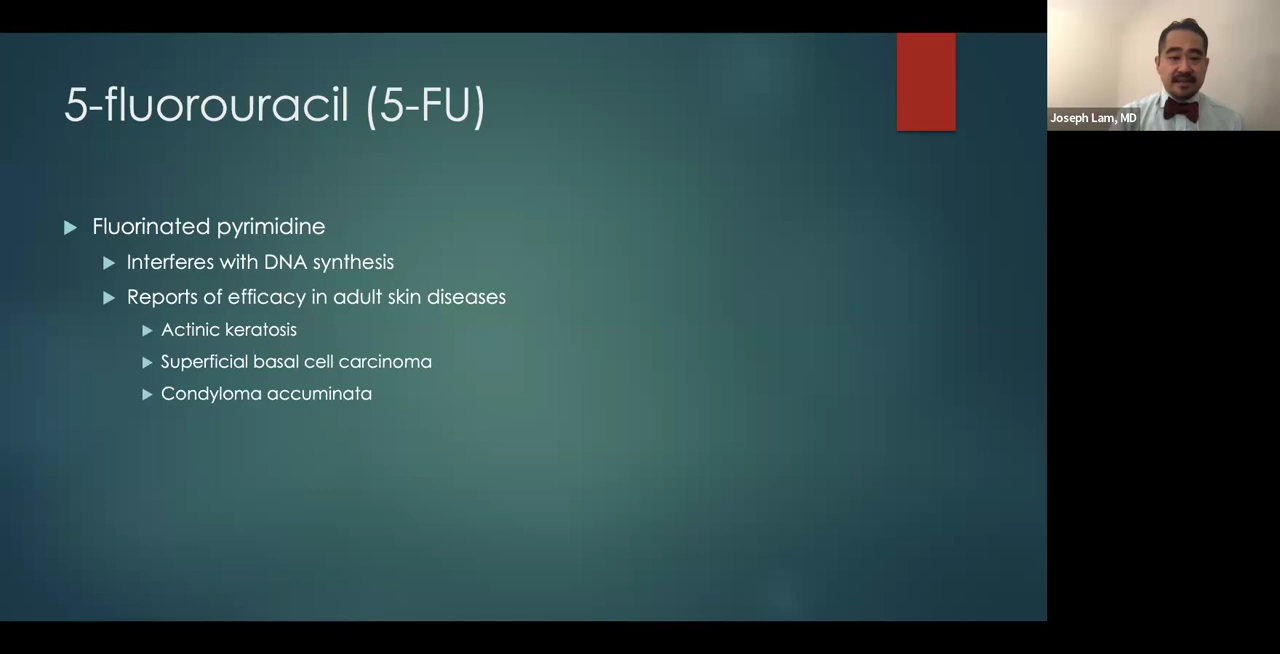 5-fluorouracil (5-FU)
Fluorinated pyrimidine
Interferes with DNA synthesis
Reports of efficacy in adult skin diseases
Actinic keratosis
Superficial basal cell carcinoma
Condyloma accuminata
Joseph Lam, MD